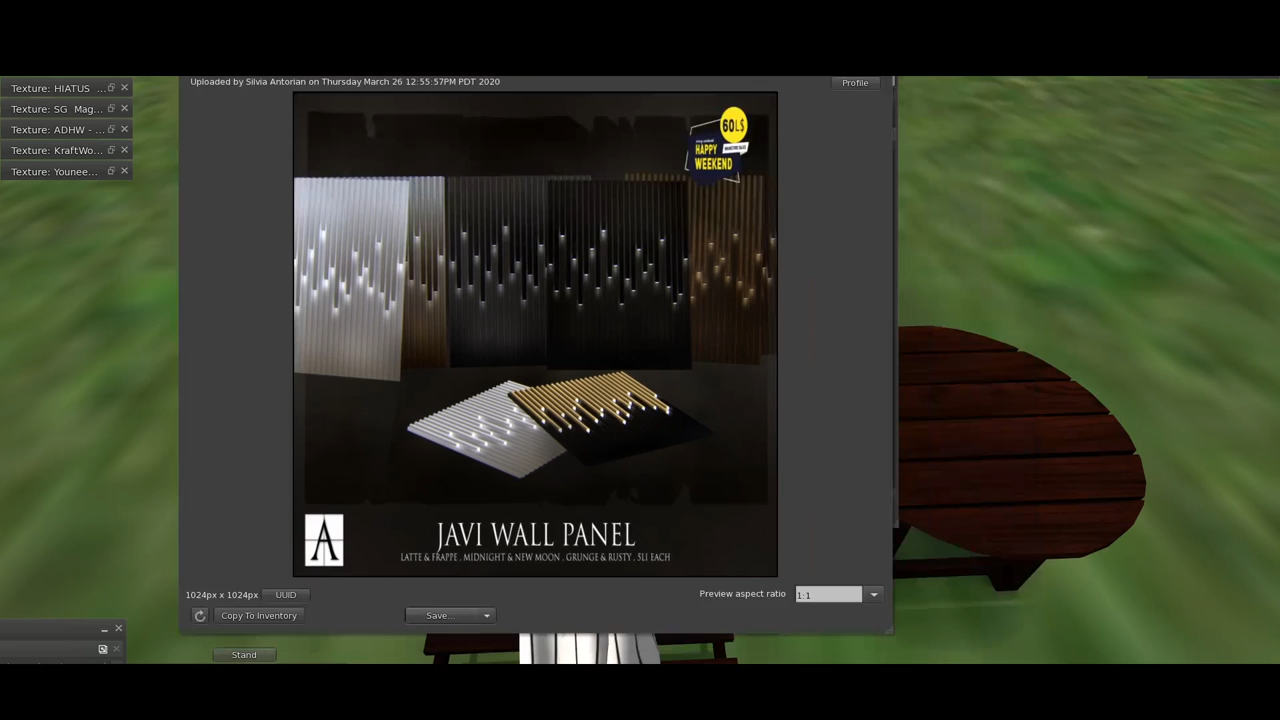 Uploaded by Silvia Antorian on Thursday March 26 12:55:57PM PDT 2020
Profile
Texture: HIATUS ...
Texture: SG Mag...
Texture: ADHW - ...
Texture: KraftWo...
Texture: Younee...
60L$
HAPPY
WEEKEND
A
JAVI WALL PANEL
LATTE & FRAPPE . MIDNIGHT & NEW MOON . GRUNGE & RUSTY . 5LI EACH
1024px x 1024px
UUID
Preview aspect ratio
1:1
Copy To Inventory
Save...
Stand